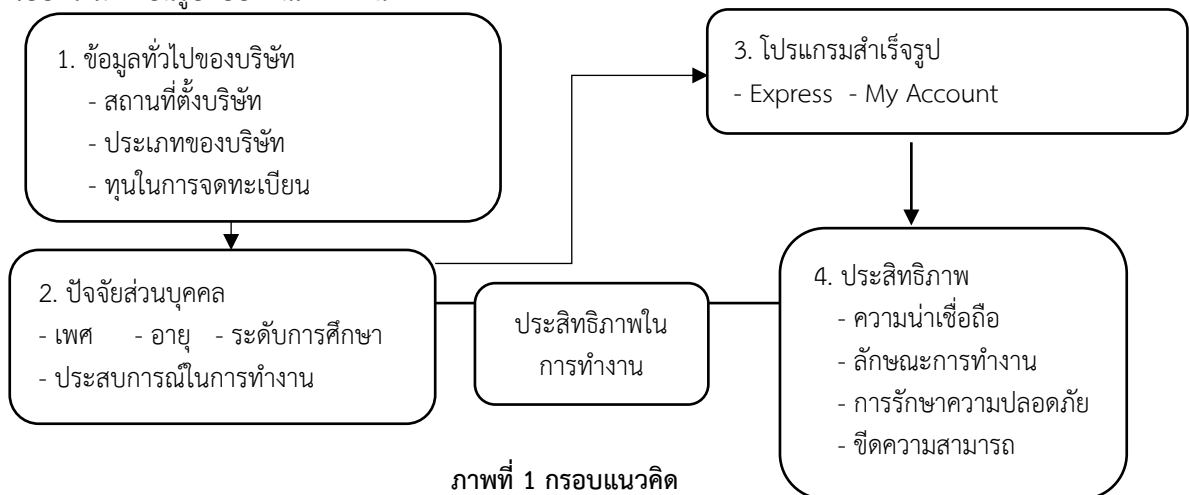 1. ข้อมูลทั่วไปของบริษัท
- สถานที่ตั้งบริษัท
- ประเภทของบริษัท
- ทุนในการจดทะเบียน
3. โปรแกรมสำเร็จรูป
- Express - My Account
2. ปัจจัยส่วนบุคคล
- เพศ - อายุ - ระดับการศึกษา
- ประสบการณ์ในการทำงาน
ประสิทธิภาพใน
การทำงาน
4. ประสิทธิภาพ
- ความน่าเชื่อถือ
- ลักษณะการทำงาน
- การรักษาความปลอดภัย
- ขีดความสามารถ
ภาพที่ 1 กรอบแนวคิด